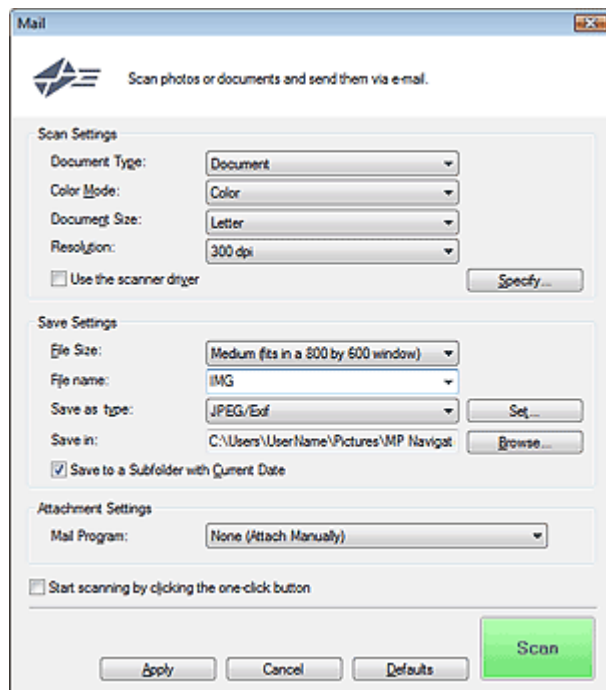 Mail
Scan photos or documents and send them via e-mail.
Scan Settings
Document Type: Document
Color Mode: Color
Document Size: Letter
Resolution: 300 dpi
Use the scanner driver Specify...
Save Settings
File Size: Medium (fits in a 800 by 600 window)
File name: IMG
Save as type: JPEG/Exif Set...
Save in: C:\Users\UserName\Pictures\MP Navigat Browse...
Save to a Subfolder with Current Date
Attachment Settings
Mail Program: None (Attach Manually)
Start scanning by clicking the one-click button
Scan
Apply Cancel Defaults